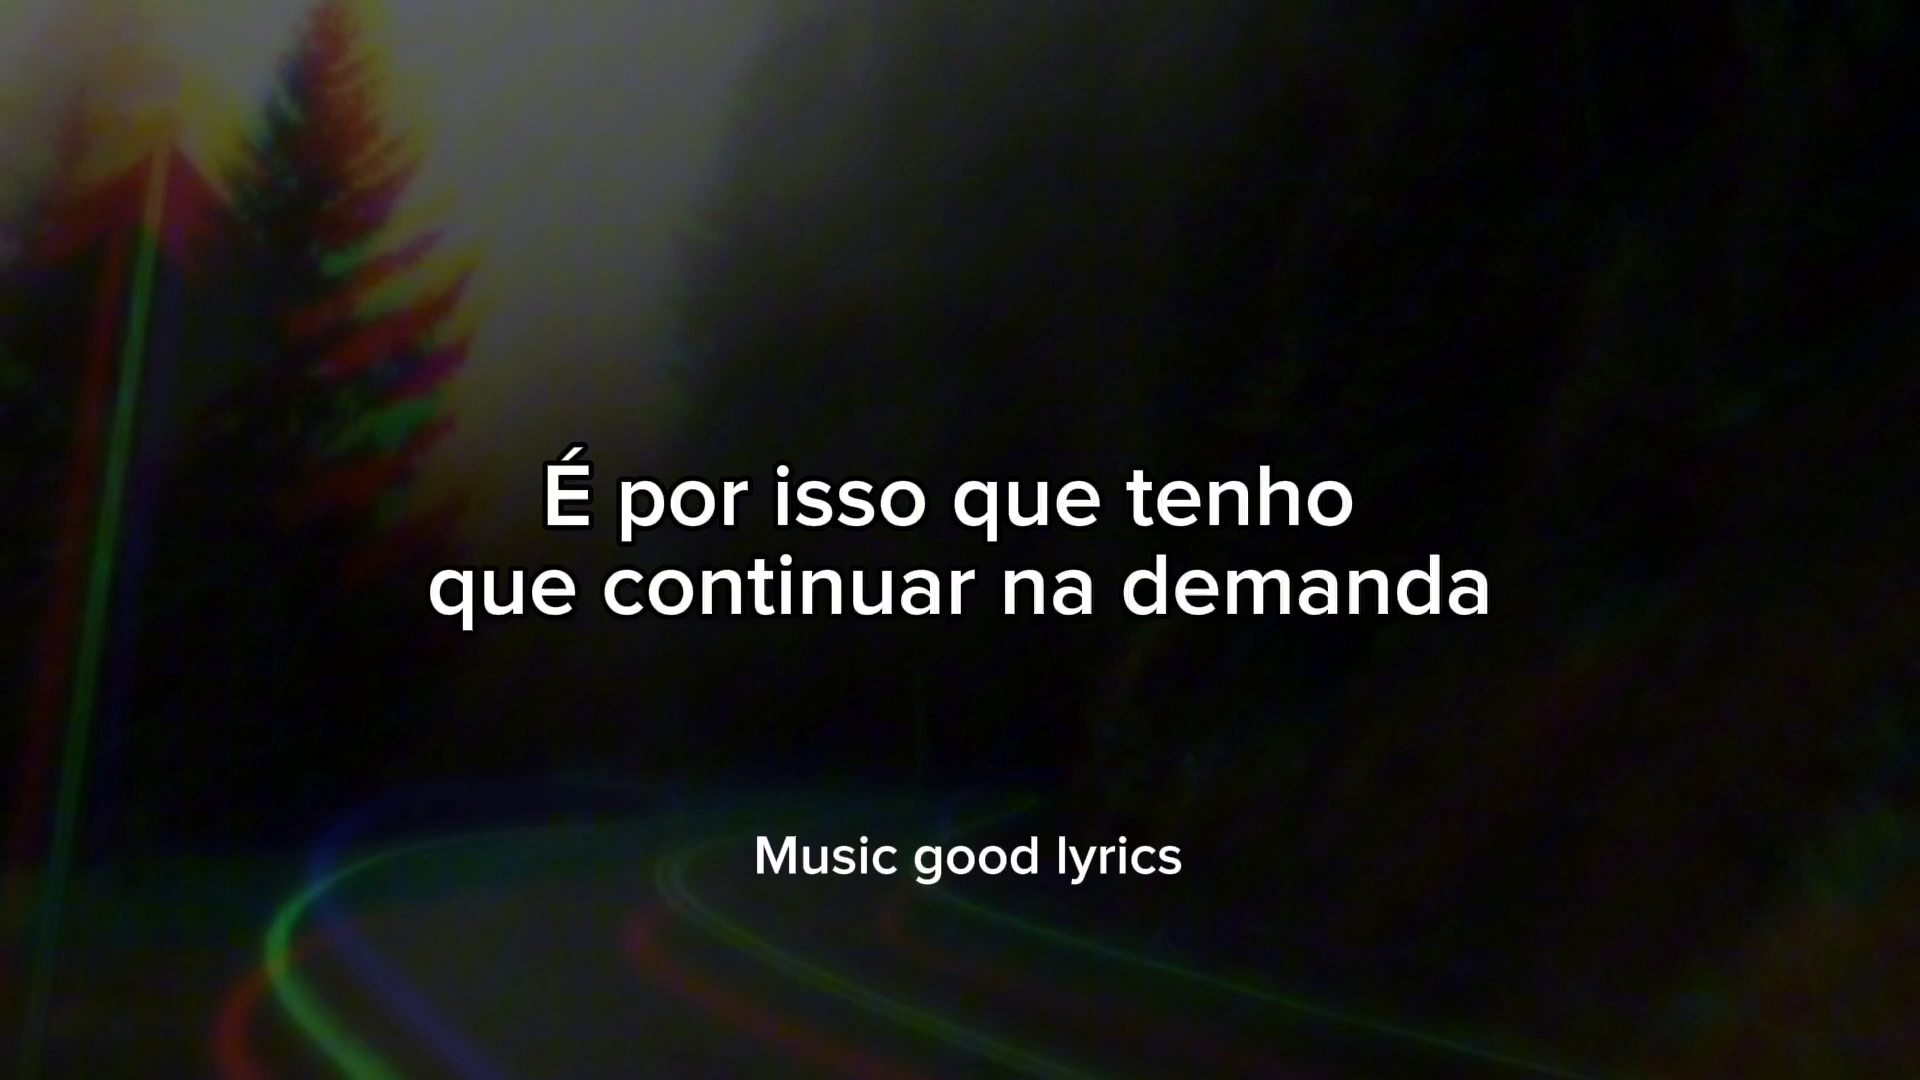 É por isso que tenho
que continuar na demanda
Music good lyrics